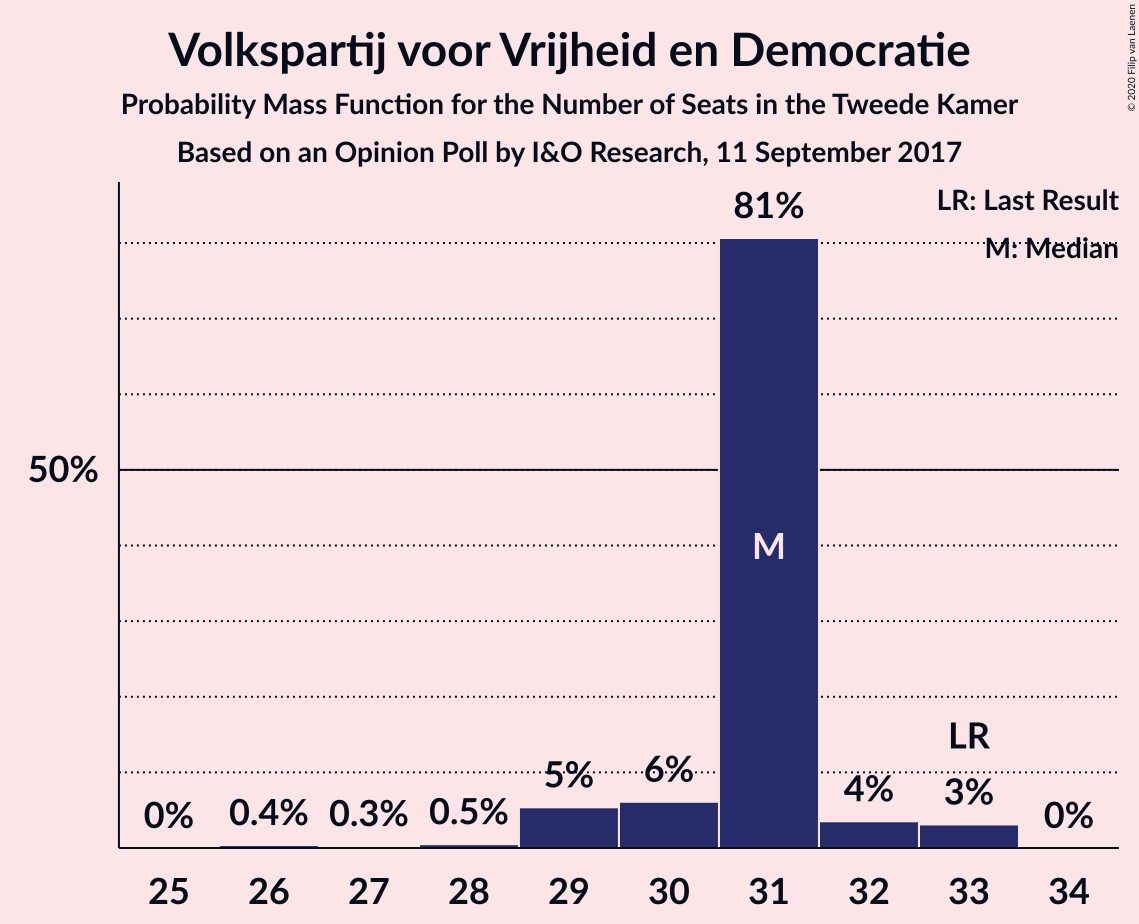 Volkspartij voor Vrijheid en Democratie
Probability Mass Function for the Number of Seats in the Tweede Kamer
Based on an Opinion Poll by I&O Research, 11 September 2017
© 2020 Filip van Laenen
LR: Last Result
M: Median
81%
50%
M
LR
0%
0.4%
0.3%
0.5%
5%
6%
4%
3%
0%
25 26 27 28 29 30 31 32 33 34